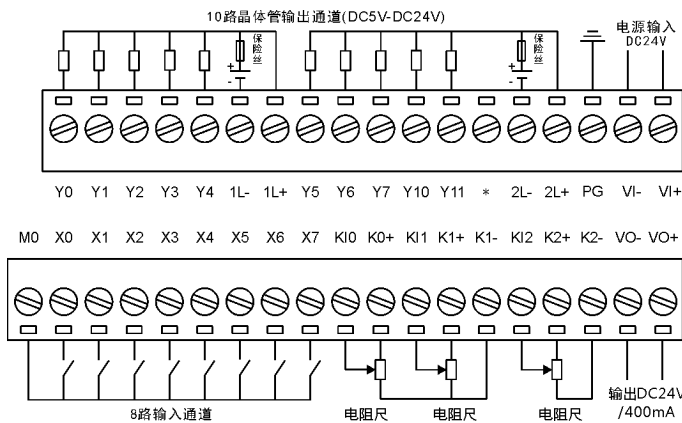 10路晶体管输出通道(DC5V-DC24V)
电源输入
DC24V
保险丝
+
-
保险丝
+
-
Y0 Y1 Y2 Y3 Y4 1L- 1L+ Y5 Y6 Y7 Y10 Y11 * 2L- 2L+ PG VI- VI+
M0 X0 X1 X2 X3 X4 X5 X6 X7 KI0 K0+ KI1 K1+ K1- KI2 K2+ K2- VO- VO+
8路输入通道
电阻尺 电阻尺 电阻尺
输出DC24V
/400mA